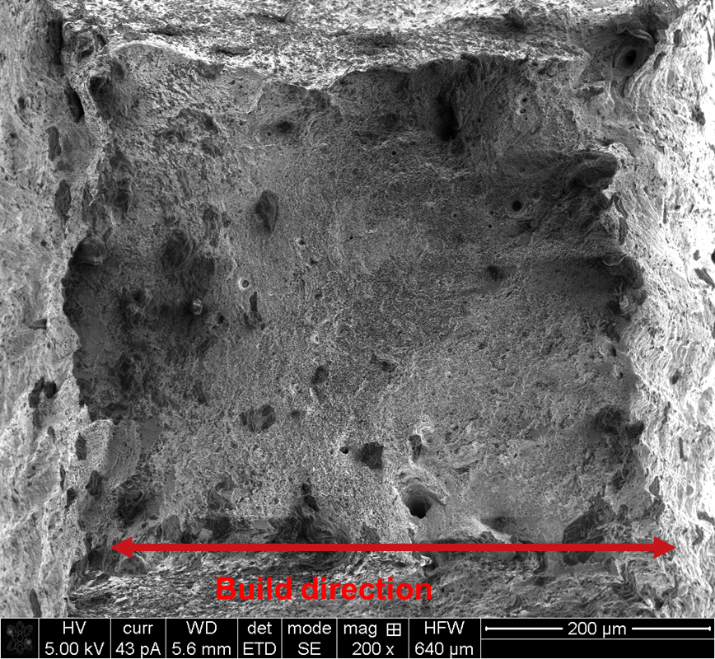 Build direction
HV curr WD det mode mag HFW 200 µm
5.00 kV 43 pA 5.6 mm ETD SE 200 x 640 µm